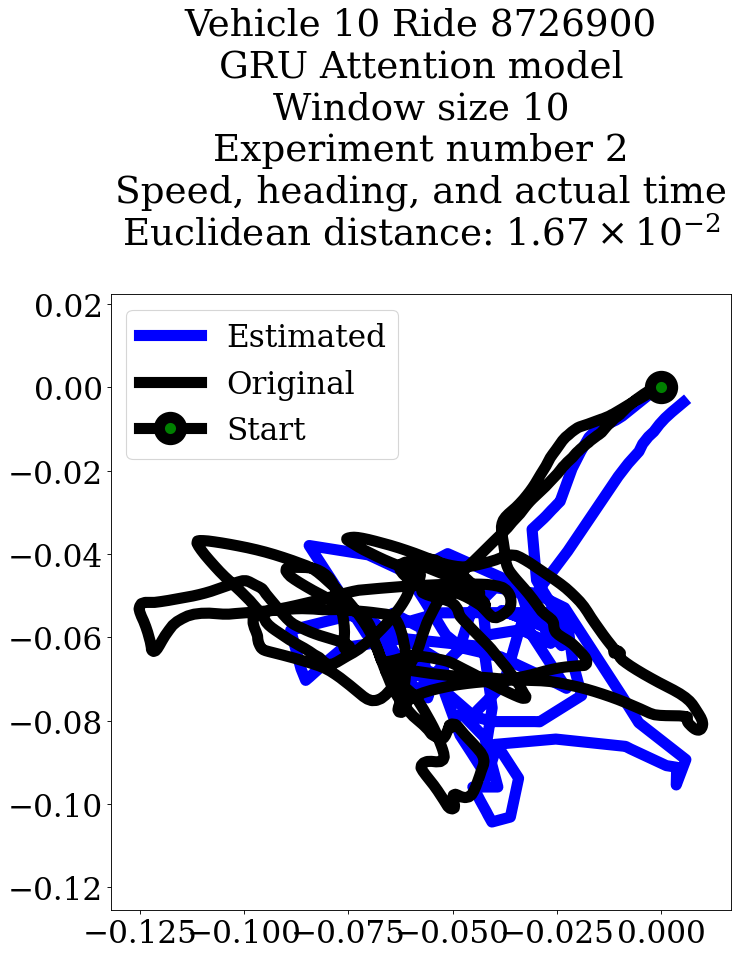 Vehicle 10 Ride 8726900
GRU Attention model
Window size 10
Experiment number 2
Speed, heading, and actual time
Euclidean distance: 1.67 × 10⁻²
0.02
Estimated
0.00
Original
Start
−0.02
−0.04
−0.06
−0.08
−0.10
−0.12
−0.125 −0.100 −0.075 −0.050 −0.025 0.000